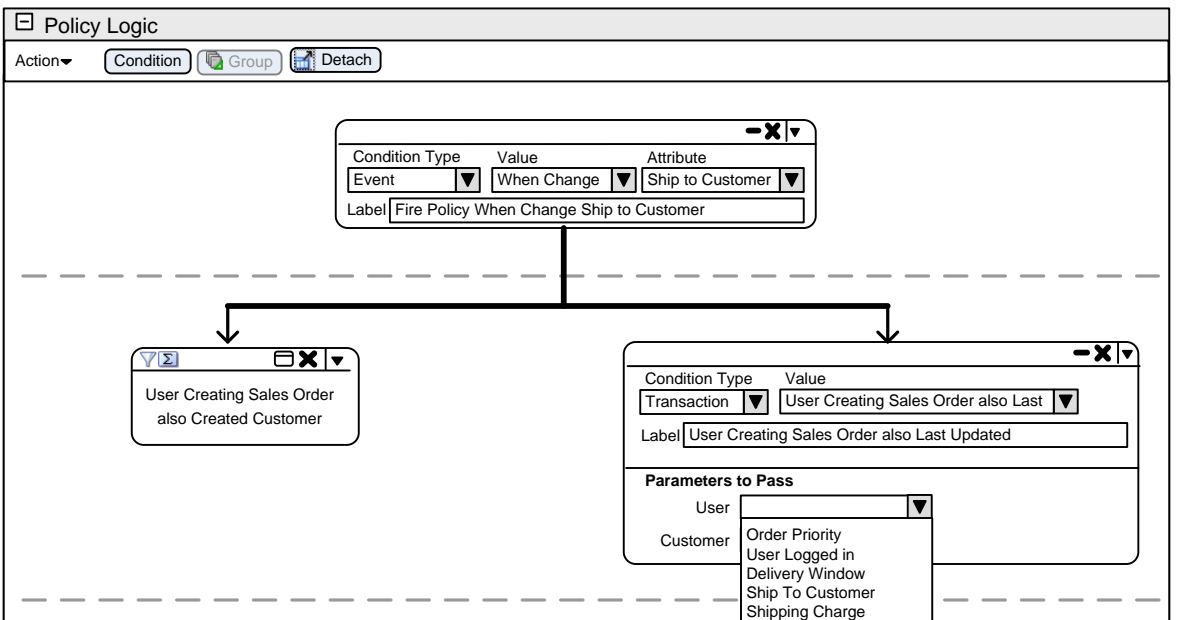 Policy Logic
Action Condition Group Detach
Condition Type Value Attribute
Event When Change Ship to Customer
Label Fire Policy When Change Ship to Customer
Σ
User Creating Sales Order
also Created Customer
Condition Type Value
Transaction User Creating Sales Order also Last
Label User Creating Sales Order also Last Updated
Parameters to Pass
User
Customer
Order Priority
User Logged in
Delivery Window
Ship To Customer
Shipping Charge